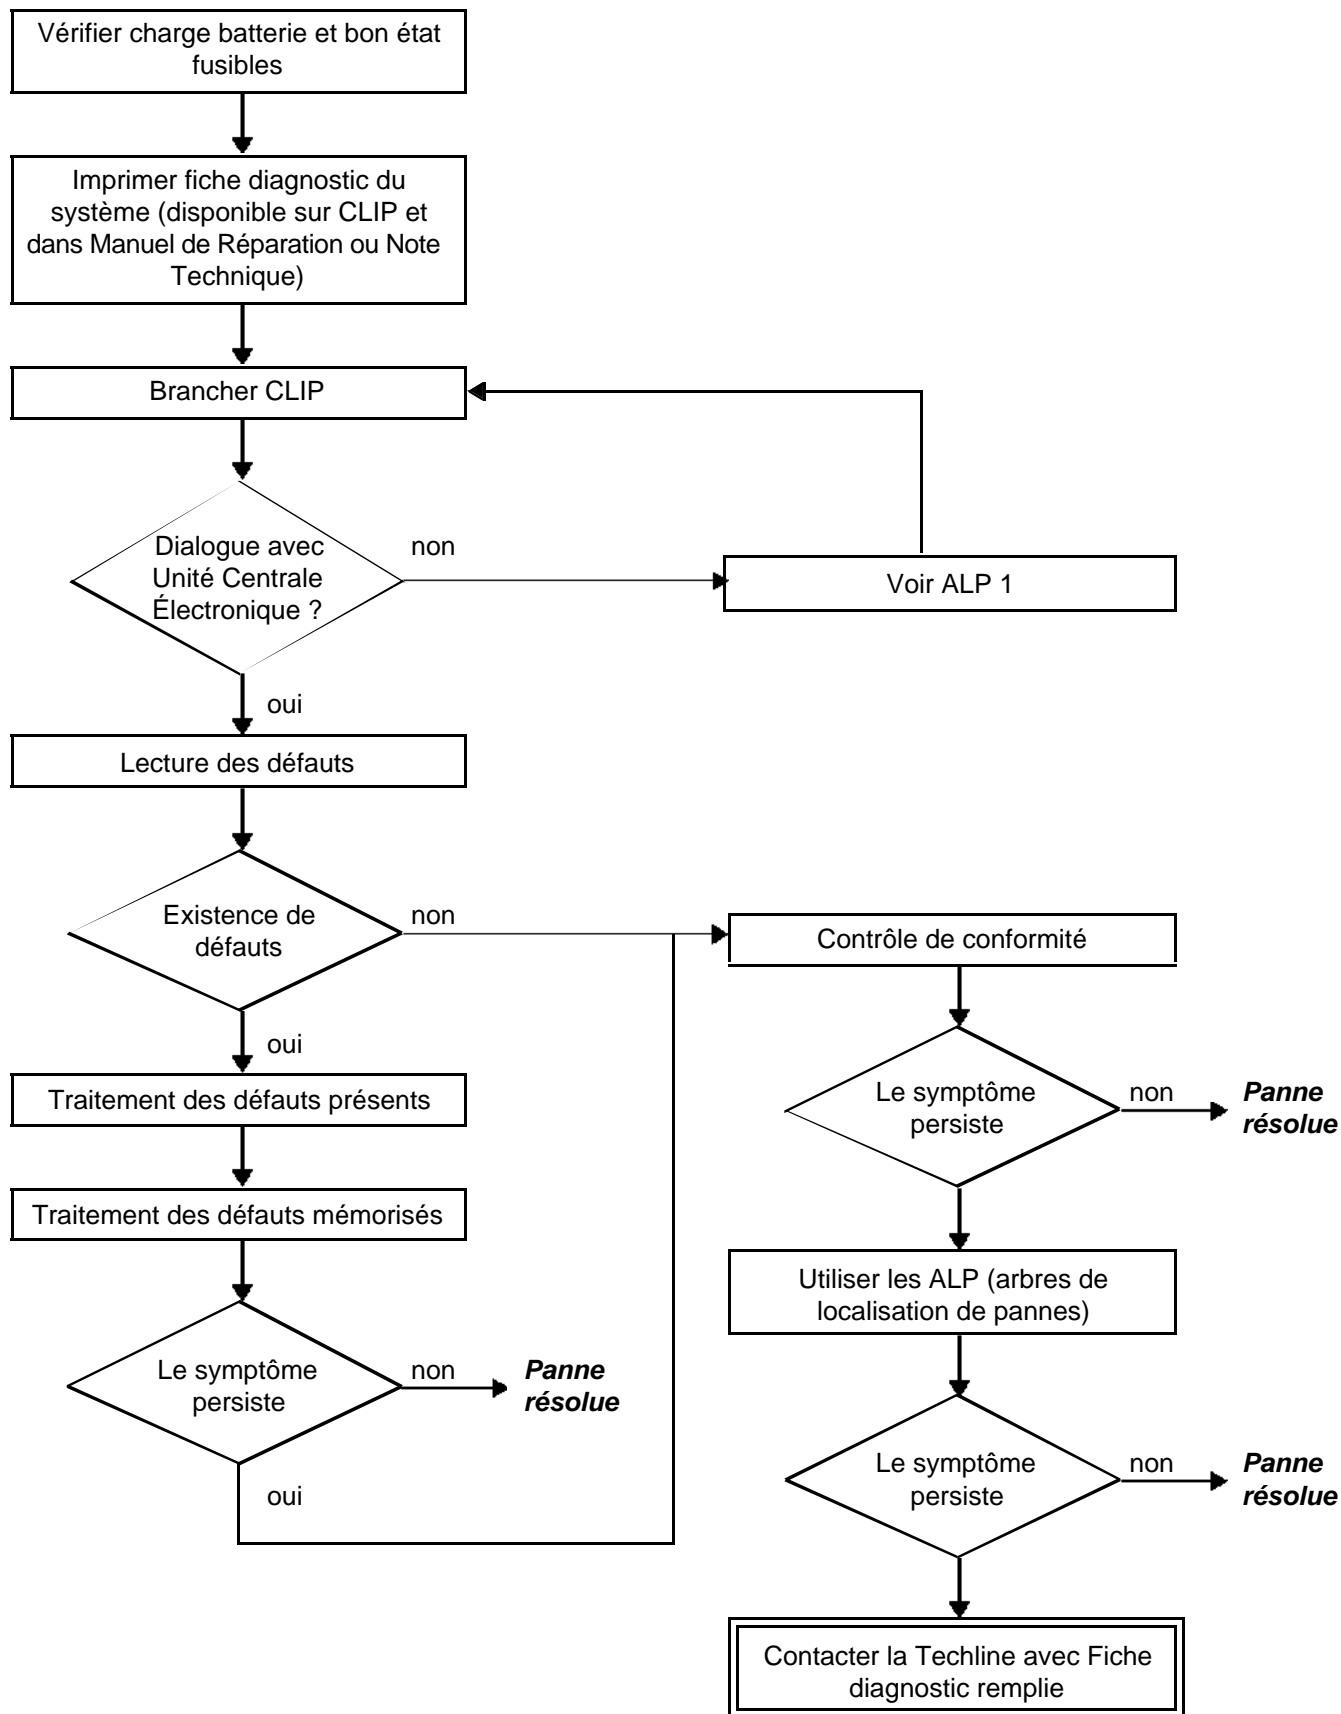 Vérifier charge batterie et bon état
fusibles
Imprimer fiche diagnostic du
système (disponible sur CLIP et
dans Manuel de Réparation ou Note
Technique)
Brancher CLIP
Dialogue avec
Unité Centrale
Électronique ?
non
Voir ALP 1
oui
Lecture des défauts
Existence de
défauts
non
Contrôle de conformité
oui
Traitement des défauts présents
Traitement des défauts mémorisés
Le symptôme
persiste
non
Panne
résolue
oui
Le symptôme
persiste
non
Panne
résolue
Utiliser les ALP (arbres de
localisation de pannes)
Le symptôme
persiste
non
Panne
résolue
Contacter la Techline avec Fiche
diagnostic remplie